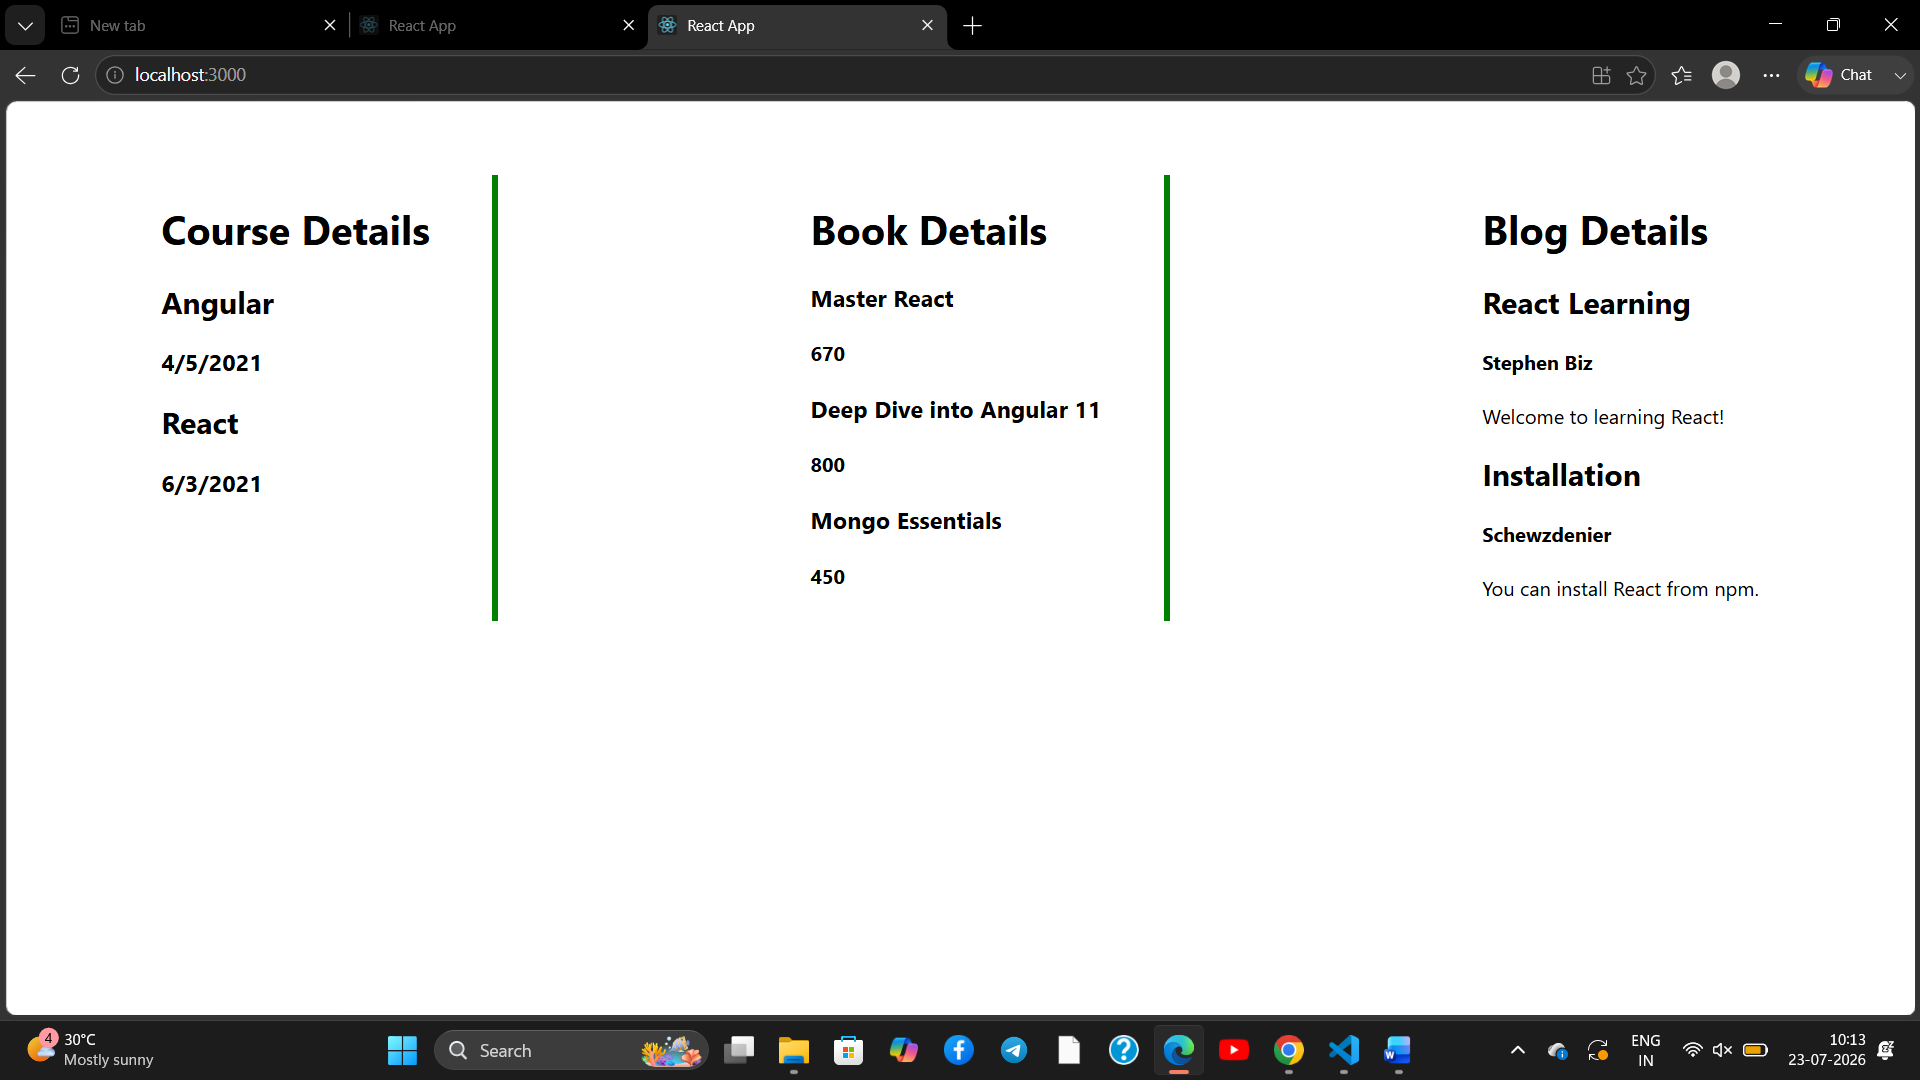 New tab
React App
React App
localhost:3000
Chat
Course Details
Angular
4/5/2021
React
6/3/2021
Book Details
Master React
670
Deep Dive into Angular 11
800
Mongo Essentials
450
Blog Details
React Learning
Stephen Biz
Welcome to learning React!
Installation
Schewzdenier
You can install React from npm.
4
30°C
Mostly sunny
Search
ENG
IN
10:13
23-07-2026